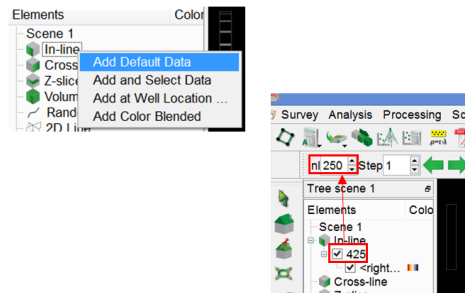 Elements Color
Scene 1
In-line
Cross
Z-slice
Volum
Rand
2D Line
Add Default Data
Add and Select Data
Add at Well Location ...
Add Color Blended
Survey Analysis Processing Sc
nl 250 Step 1
Tree scene 1
Elements Colo
Scene 1
In-line
425
<right...
Cross-line